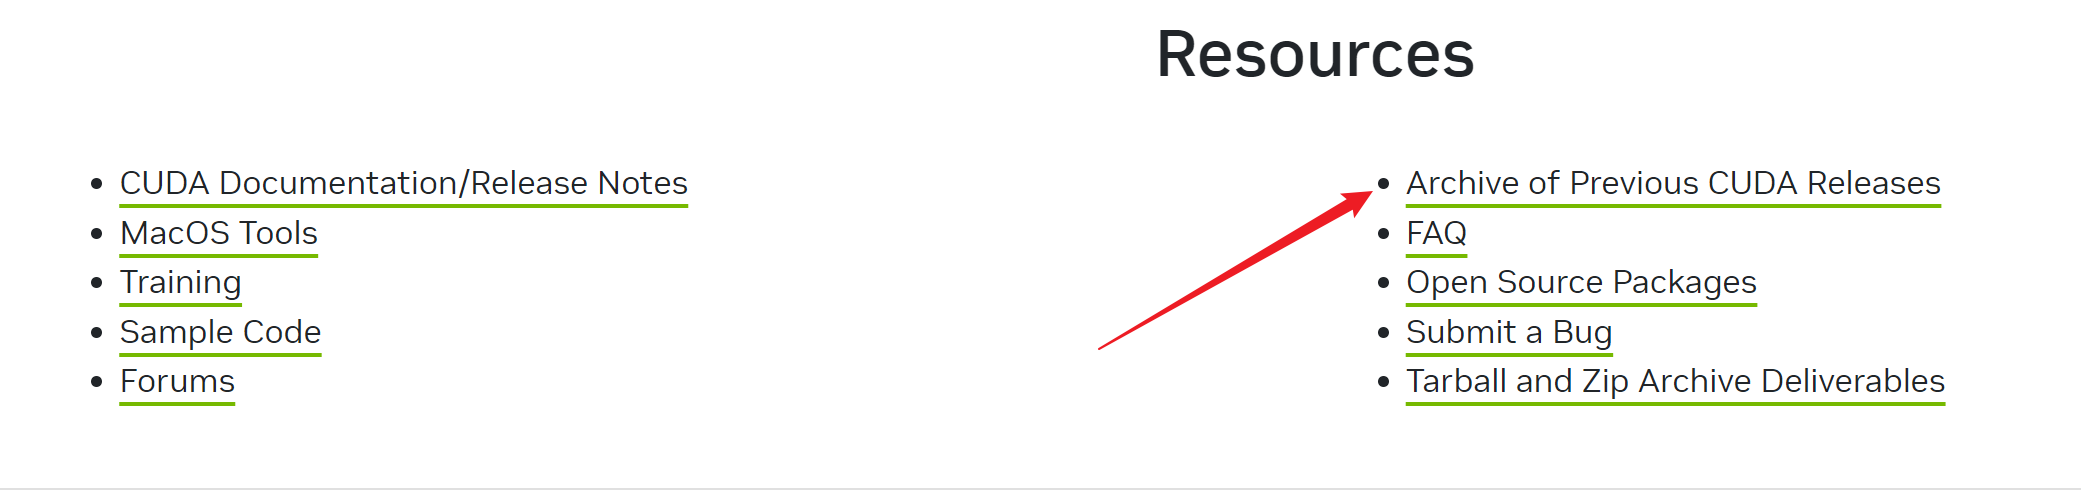 Resources
CUDA Documentation/Release Notes
MacOS Tools
Training
Sample Code
Forums
Archive of Previous CUDA Releases
FAQ
Open Source Packages
Submit a Bug
Tarball and Zip Archive Deliverables